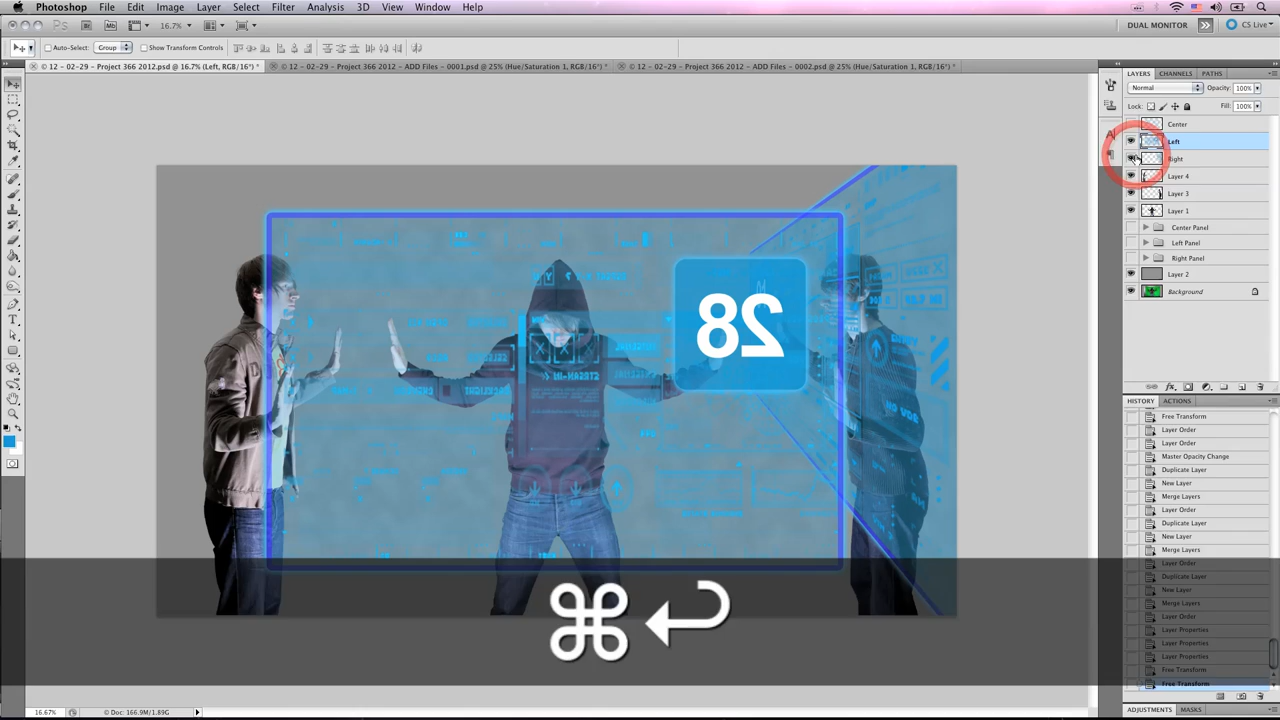 Photoshop File Edit Image Layer Select Filter Analysis 3D View Window Help
Ps Br Mb 16.7% DUAL MONITOR CS Live
Auto-Select: Group Show Transform Controls
12 - 02-29 - Project 366 2012.psd @ 16.7% (Left, RGB/16*) *
12 - 02-29 - Project 366 2012 - ADD Files - 0001.psd @ 25% (Hue/Saturation 1, RGB/16*) *
12 - 02-29 - Project 366 2012 - ADD Files - 0002.psd @ 25% (Hue/Saturation 1, RGB/16*) *
LAYERS CHANNELS PATHS
Normal Opacity: 100%
Lock: Fill: 100%
Center
Left
Right
Layer 4
Layer 3
Layer 1
Center Panel
Left Panel
Right Panel
Layer 2
Background
28
HISTORY ACTIONS
Free Transform
Layer Order
Layer Order
Master Opacity Change
Duplicate Layer
New Layer
Merge Layers
Layer Order
Duplicate Layer
New Layer
Merge Layers
Layer Order
Duplicate Layer
New Layer
Merge Layers
Layer Order
Layer Properties
Layer Properties
Layer Properties
Free Transform
Free Transform
⌘↩
16.67% Doc: 166.9M/1.89G
ADJUSTMENTS MASKS